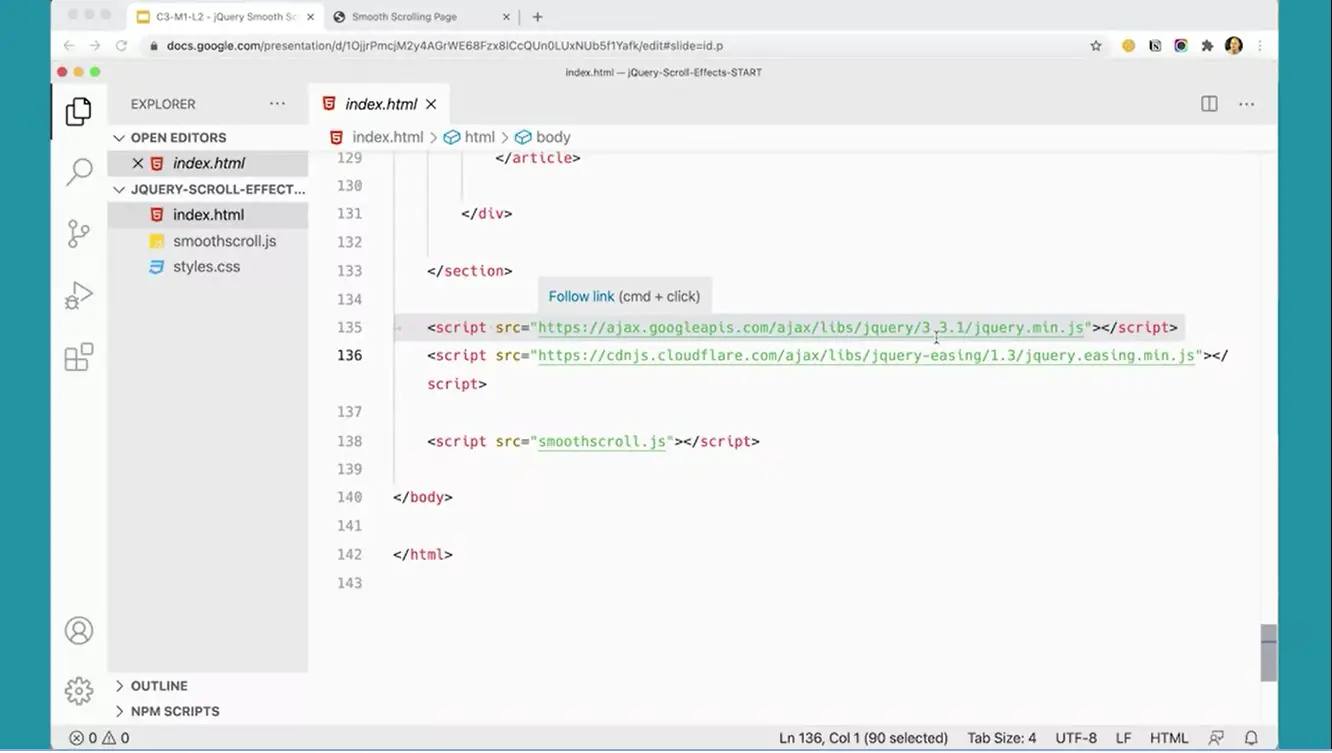 C3-M1-L2 - jQuery Smooth Sc
Smooth Scrolling Page
docs.google.com/presentation/d/1OjjrPmcjM2y4AGrWE68Fzx8lCcQUn0LUxNUb5f1Yafk/edit#slide=id.p
index.html — jQuery-Scroll-Effects-START
EXPLORER
index.html
OPEN EDITORS
index.html
JQUERY-SCROLL-EFFECT...
index.html
smoothscroll.js
styles.css
OUTLINE
NPM SCRIPTS
index.html > html > body
129 </article>
130
131 </div>
132
133 </section>
134
Follow link (cmd + click)
135 <script src="https://ajax.googleapis.com/ajax/libs/jquery/3.3.1/jquery.min.js"></script>
136 <script src="https://cdnjs.cloudflare.com/ajax/libs/jquery-easing/1.3/jquery.easing.min.js"></
script>
137
138 <script src="smoothscroll.js"></script>
139
140 </body>
141
142 </html>
143
0 0
Ln 136, Col 1 (90 selected) Tab Size: 4 UTF-8 LF HTML